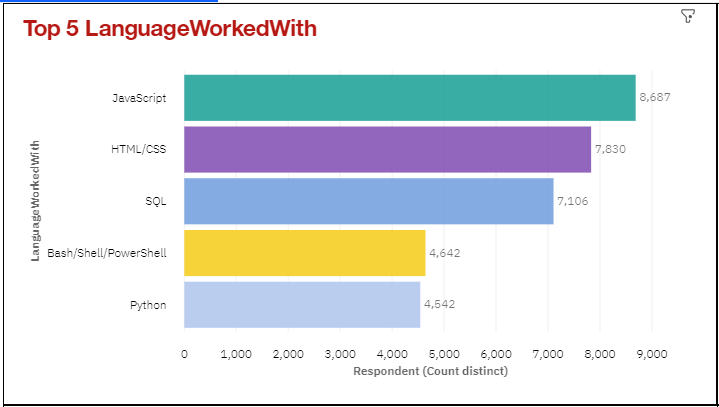 Top 5 LanguageWorkedWith
LanguageWorkedWith
JavaScript 8,687
HTML/CSS 7,830
SQL 7,106
Bash/Shell/PowerShell 4,642
Python 4,542
0 1,000 2,000 3,000 4,000 5,000 6,000 7,000 8,000 9,000
Respondent (Count distinct)